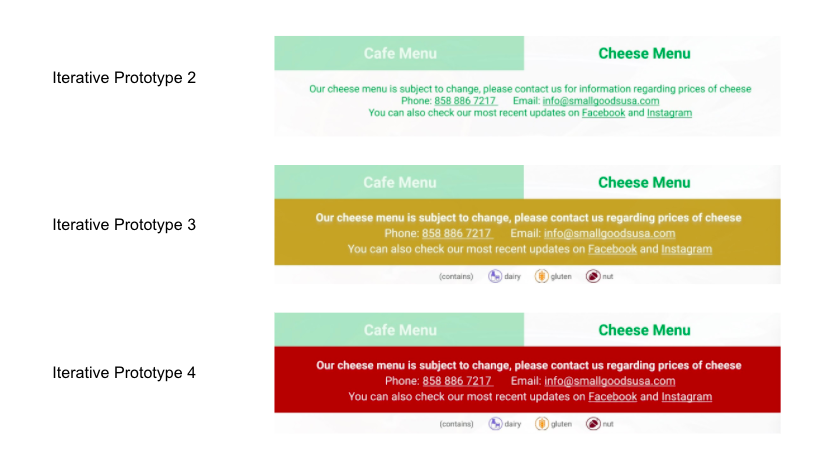 Iterative Prototype 2
Cafe Menu
Cheese Menu
Our cheese menu is subject to change, please contact us for information regarding prices of cheese
Phone: 858 886 7217 Email: info@smallgoodsusa.com
You can also check our most recent updates on Facebook and Instagram
Iterative Prototype 3
Cafe Menu
Cheese Menu
Our cheese menu is subject to change, please contact us regarding prices of cheese
Phone: 858 886 7217 Email: info@smallgoodsusa.com
You can also check our most recent updates on Facebook and Instagram
(contains) dairy gluten nut
Iterative Prototype 4
Cafe Menu
Cheese Menu
Our cheese menu is subject to change, please contact us regarding prices of cheese
Phone: 858 886 7217 Email: info@smallgoodsusa.com
You can also check our most recent updates on Facebook and Instagram
(contains) dairy gluten nut